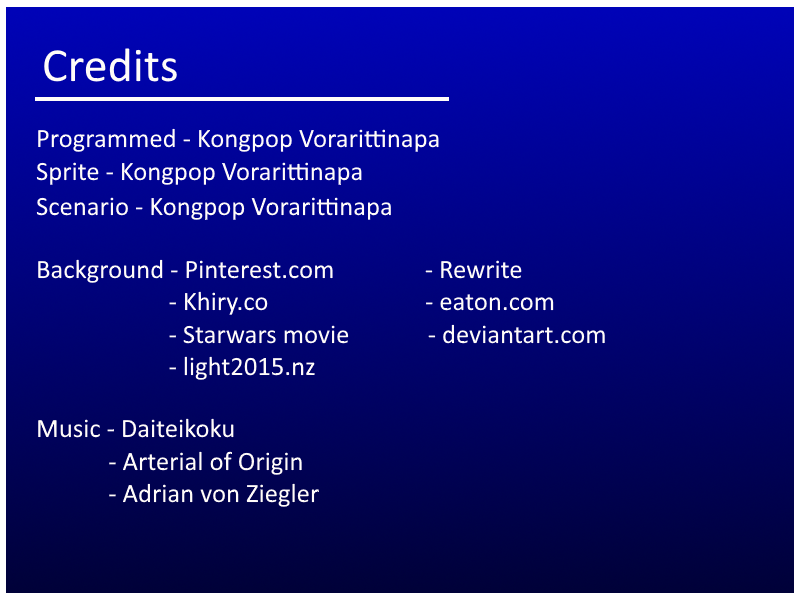 Credits
Programmed - Kongpop Vorarittinapa
Sprite - Kongpop Vorarittinapa
Scenario - Kongpop Vorarittinapa
Background - Pinterest.com - Rewrite
- Khiry.co - eaton.com
- Starwars movie - deviantart.com
- light2015.nz
Music - Daiteikoku
- Arterial of Origin
- Adrian von Ziegler